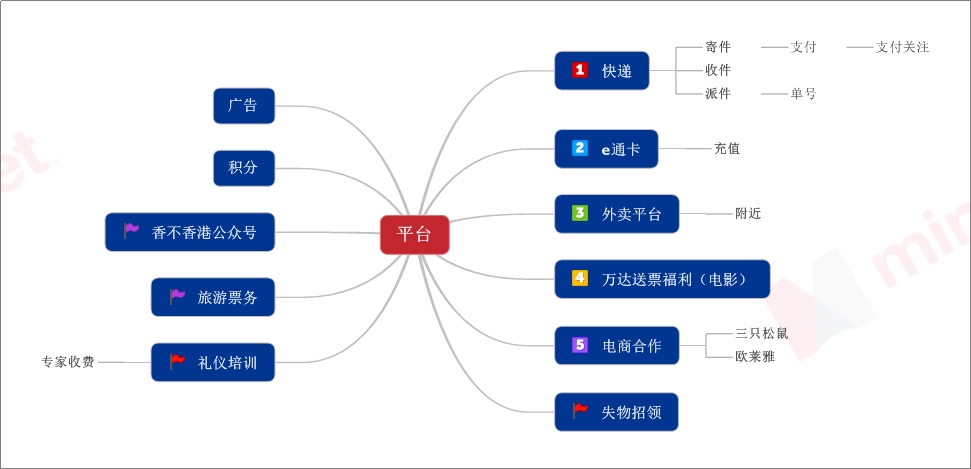 平台
1 快递
寄件
支付
支付关注
收件
派件
单号
2 e通卡
充值
3 外卖平台
附近
4 万达送票福利（电影）
5 电商合作
三只松鼠
欧莱雅
失物招领
广告
积分
香不香港公众号
旅游票务
礼仪培训
专家收费
et
min